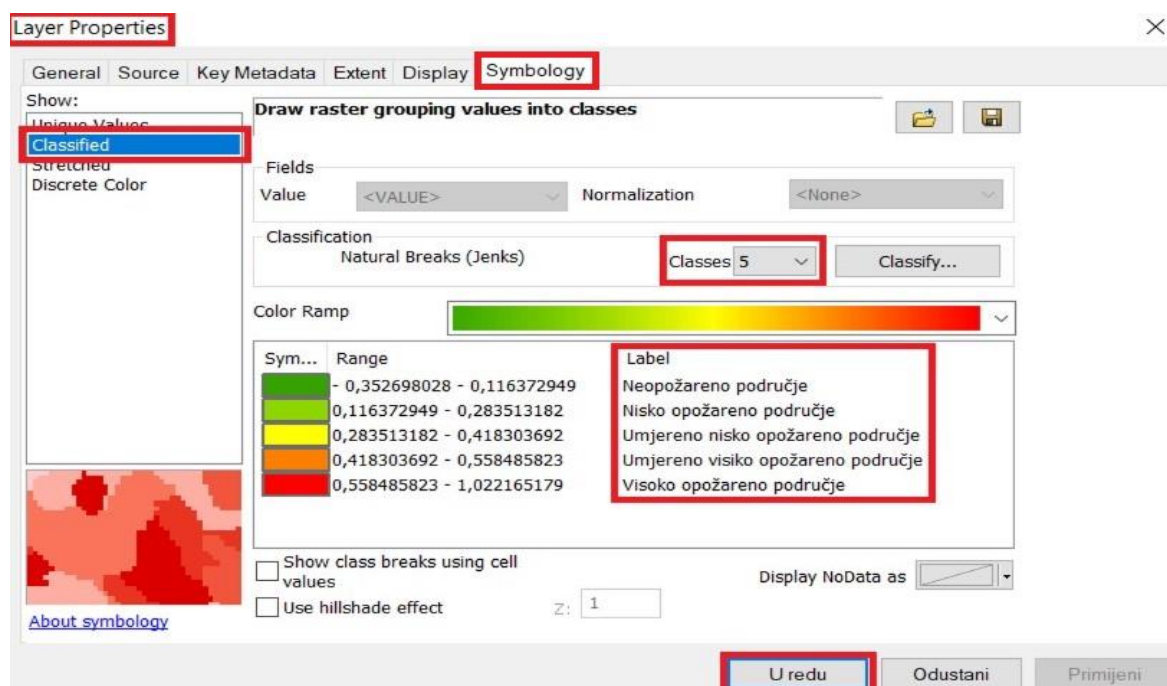 Layer Properties
General Source Key Metadata Extent Display Symbology
Show:
Unique Values
Classified
Stretched
Discrete Color
Draw raster grouping values into classes
Fields
Value <VALUE> Normalization <None>
Classification
Natural Breaks (Jenks) Classes 5 Classify...
Color Ramp
Sym... Range Label
- 0,352698028 - 0,116372949 Neopožareno područje
0,116372949 - 0,283513182 Nisko opožareno područje
0,283513182 - 0,418303692 Umjereno nisko opožareno područje
0,418303692 - 0,558485823 Umjereno visiko opožareno područje
0,558485823 - 1,022165179 Visoko opožareno područje
Show class breaks using cell
values
Display NoData as
Use hillshade effect Z: 1
About symbology
U redu Odustani Primijeni